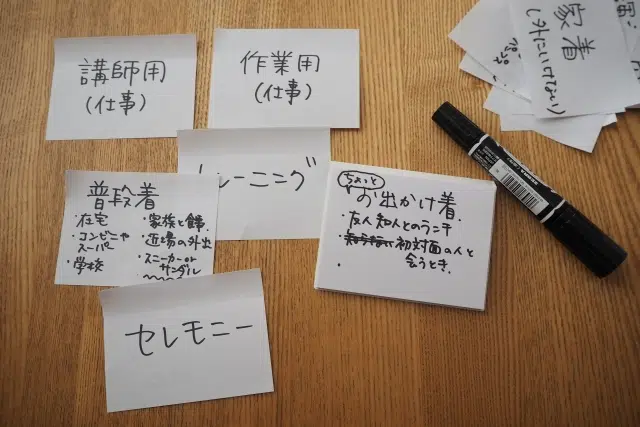 講師用
(仕事)
作業用
(仕事)
トレーニング
普段着
・在宅
・コンビニや
スーパー
・学校
・家族と食事
・近場の外出
・スニーカーor
サンダル
ちょっと
お出かけ着
・友人知人とのランチ
・初対面の人と
会うとき
セレモニー
家着
(外にいけない)